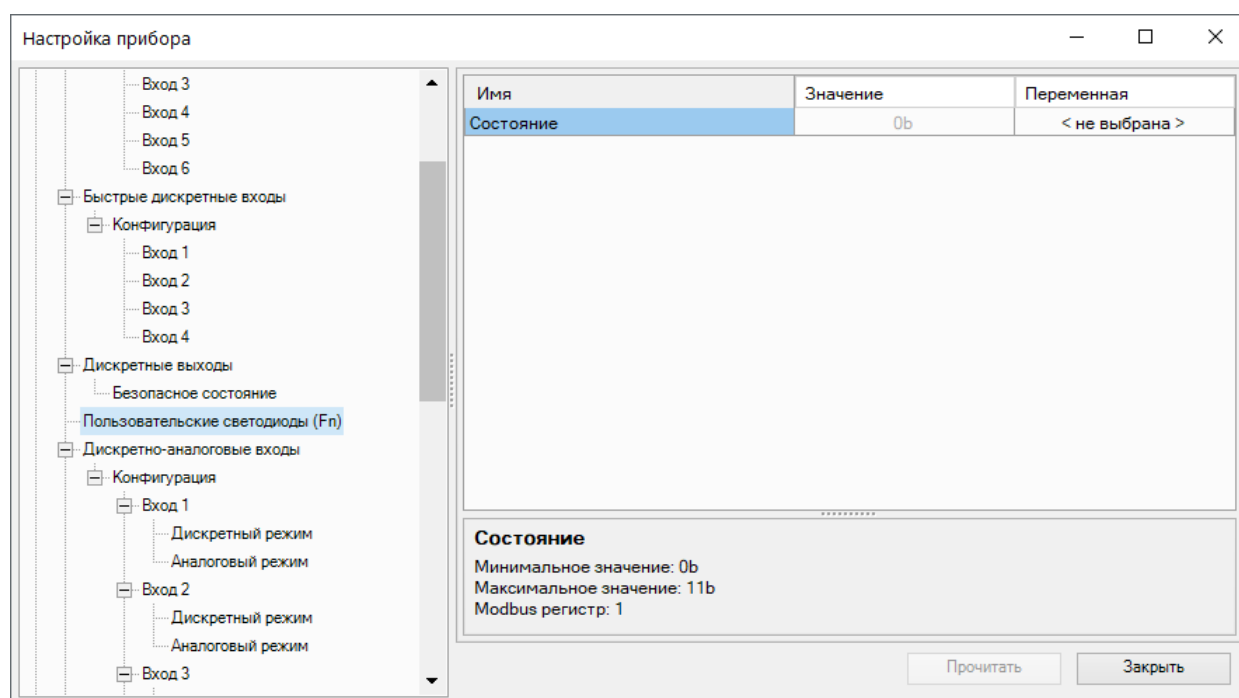 Настройка прибора
Вход 3
Вход 4
Вход 5
Вход 6
Быстрые дискретные входы
Конфигурация
Вход 1
Вход 2
Вход 3
Вход 4
Дискретные выходы
Безопасное состояние
Пользовательские светодиоды (Fn)
Дискретно-аналоговые входы
Конфигурация
Вход 1
Дискретный режим
Аналоговый режим
Вход 2
Дискретный режим
Аналоговый режим
Вход 3
Имя Значение Переменная
Состояние 0b < не выбрана >
Состояние
Минимальное значение: 0b
Максимальное значение: 11b
Modbus регистр: 1
Прочитать Закрыть